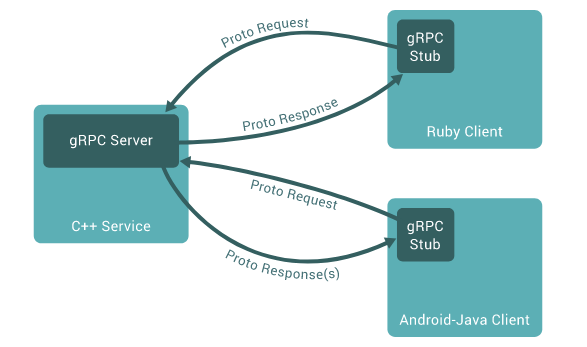 Proto Request
gRPC
Stub
Proto Response
Ruby Client
gRPC Server
C++ Service
Proto Request
gRPC
Stub
Proto Response(s)
Android-Java Client